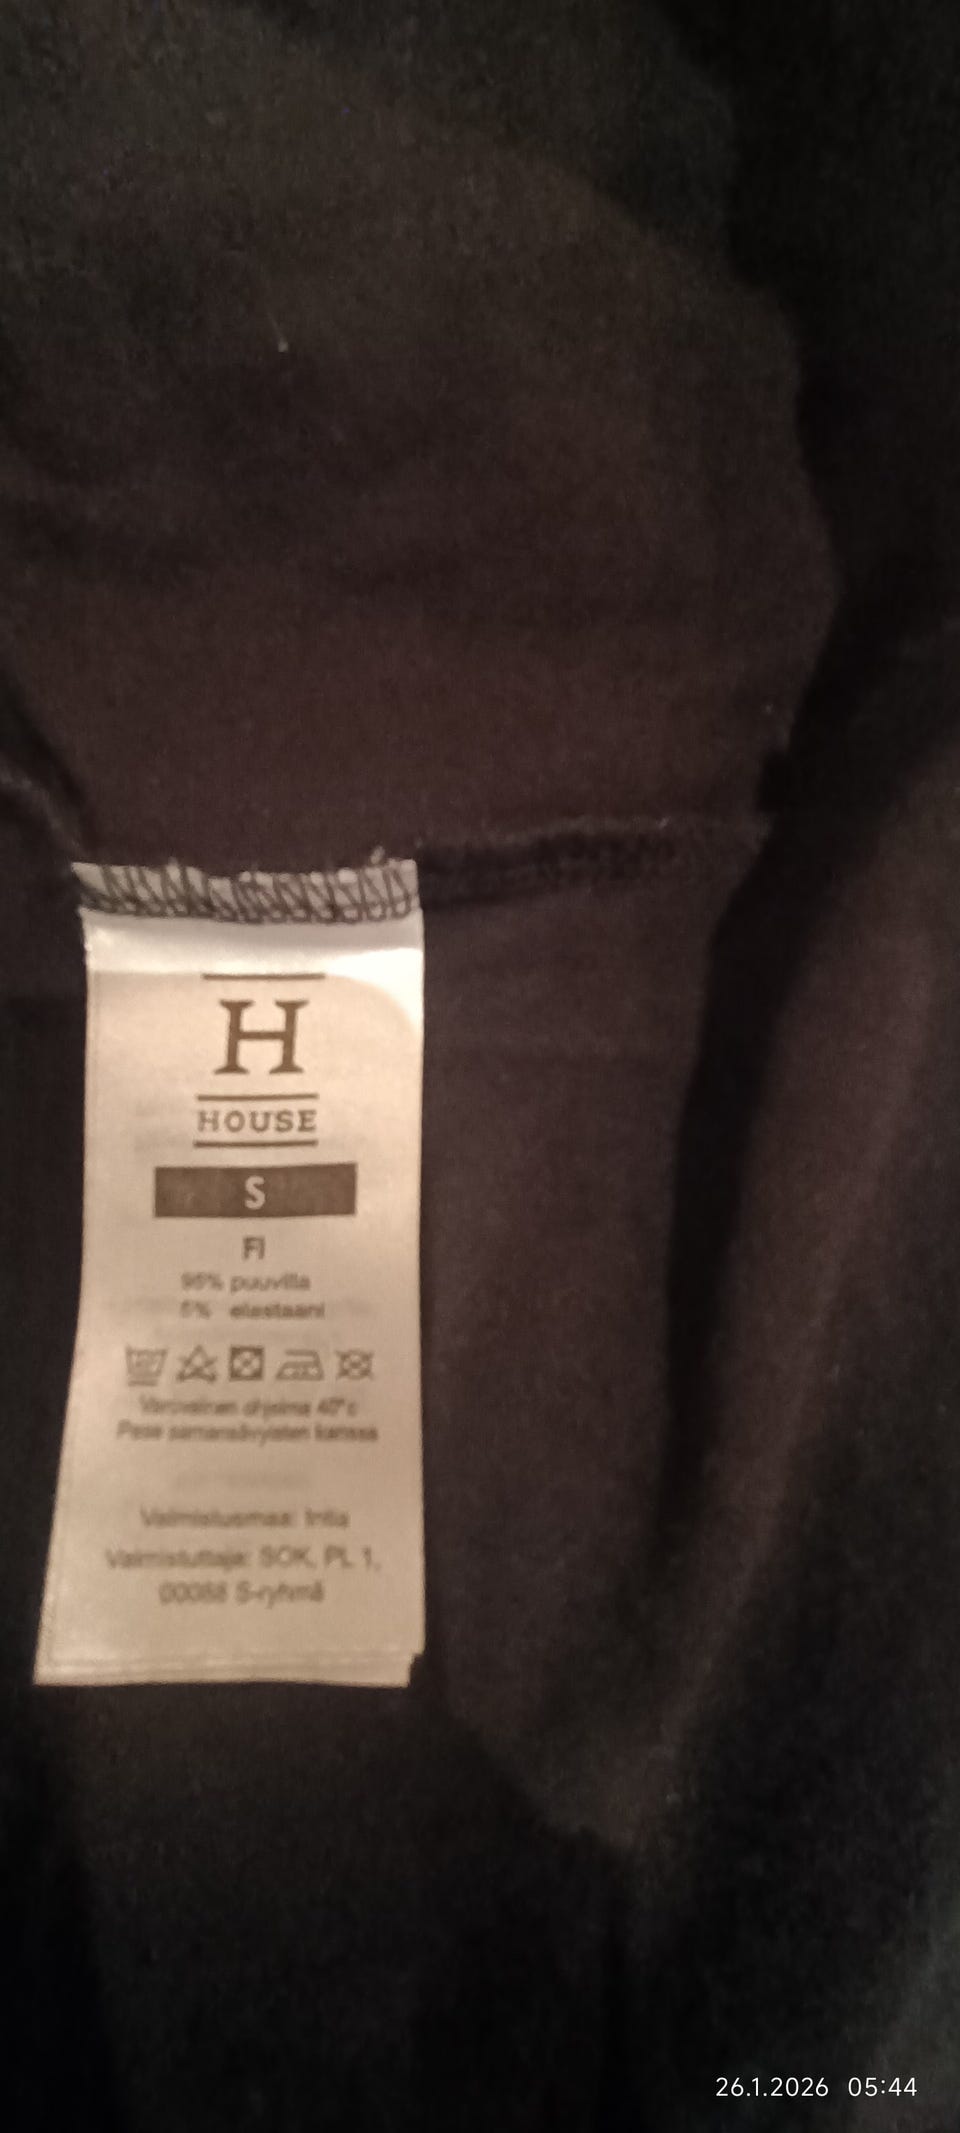 H
HOUSE
S
FI
95% puuvilla
5% elastaani
Varovainen ohjelma 40°c
Pese samansävyisten kanssa
Valmistusmaa: Intia
Valmistuttaja: SOK, PL 1,
00088 S-ryhmä
26.1.2026 05:44